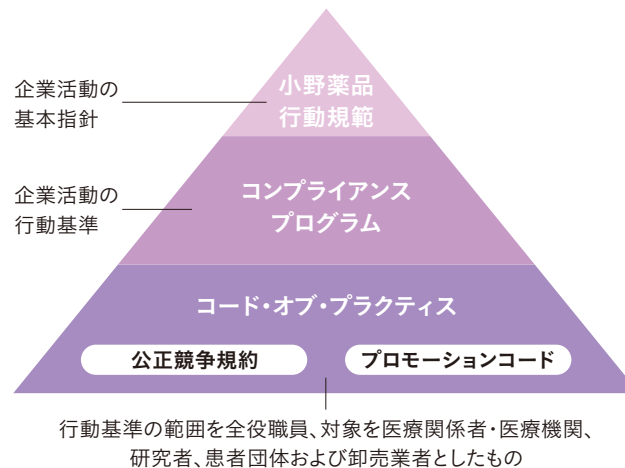 小野薬品
行動規範
企業活動の
基本指針
コンプライアンス
プログラム
企業活動の
行動基準
コード・オブ・プラクティス
公正競争規約
プロモーションコード
行動基準の範囲を全役職員、対象を医療関係者・医療機関、
研究者、患者団体および卸売業者としたもの